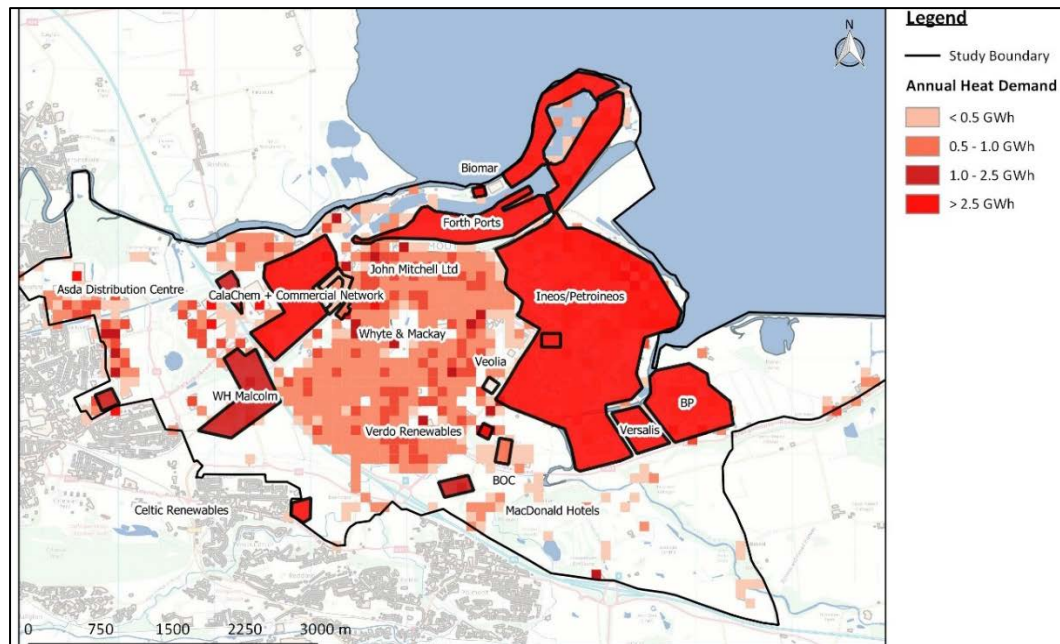 Legend
N
Study Boundary
Annual Heat Demand
< 0.5 GWh
0.5 - 1.0 GWh
1.0 - 2.5 GWh
> 2.5 GWh
Biomar
Forth Ports
John Mitchell Ltd
Asda Distribution Centre
CalaChem + Commercial Network
Ineos/Petroineos
Whyte & Mackay
Veolia
WH Malcolm
BP
Versalis
Verdo Renewables
BOC
Celtic Renewables
MacDonald Hotels
0 750 1500 2250 3000 m